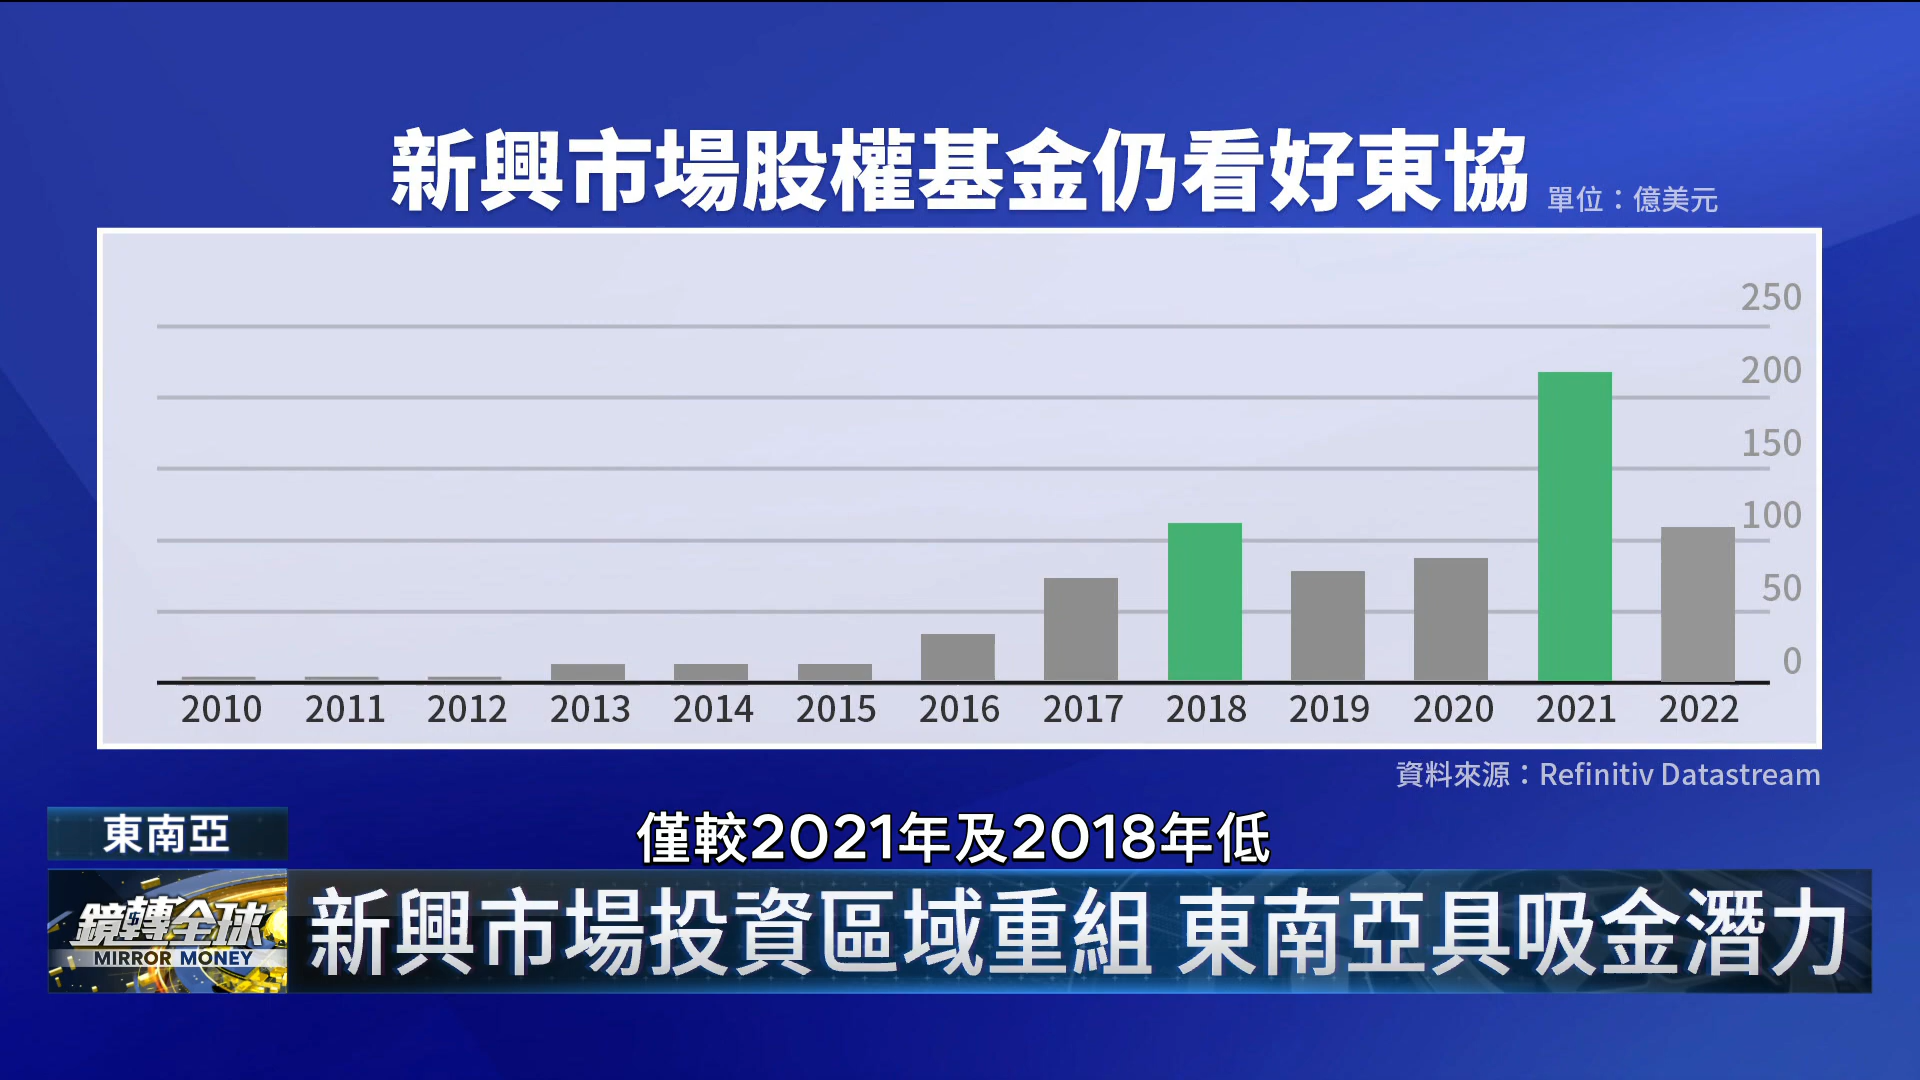 新興市場股權基金仍看好東協
單位：億美元
250
200
150
100
50
0
2010 2011 2012 2013 2014 2015 2016 2017 2018 2019 2020 2021 2022
資料來源：Refinitiv Datastream
東南亞
僅較2021年及2018年低
鏡轉全球
MIRROR MONEY
新興市場投資區域重組 東南亞具吸金潛力